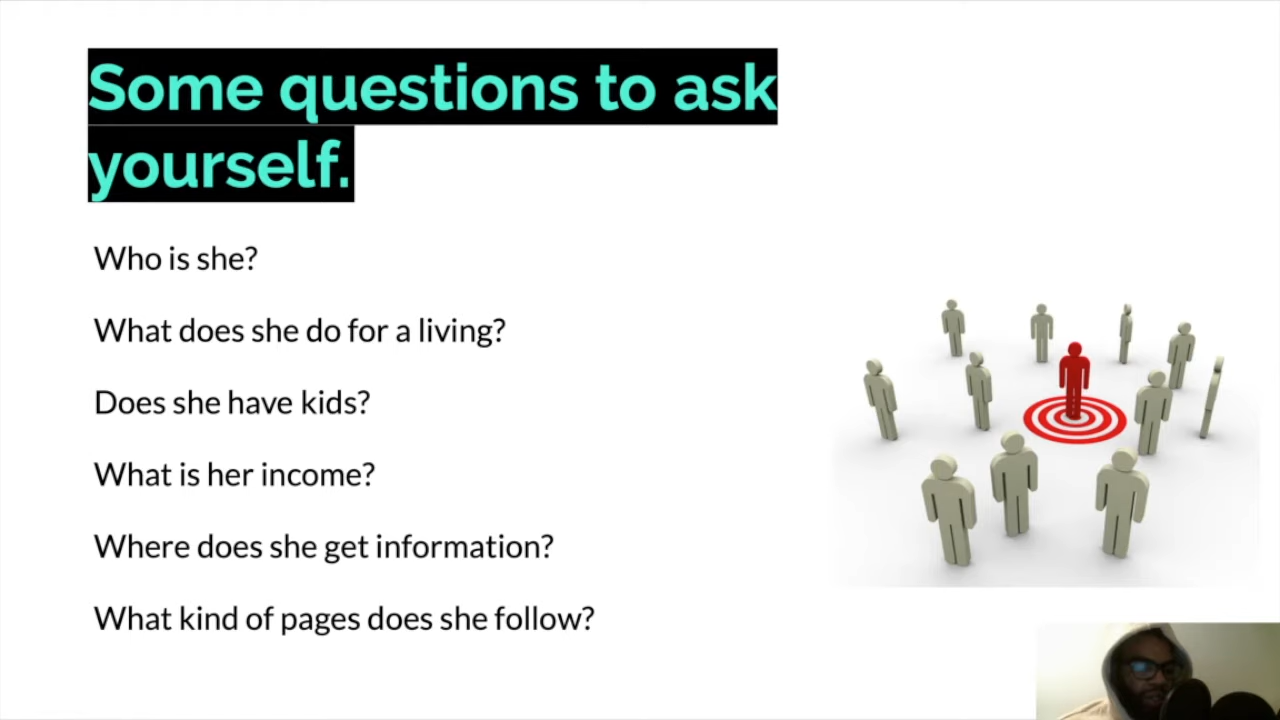 Some questions to ask
yourself.
Who is she?
What does she do for a living?
Does she have kids?
What is her income?
Where does she get information?
What kind of pages does she follow?